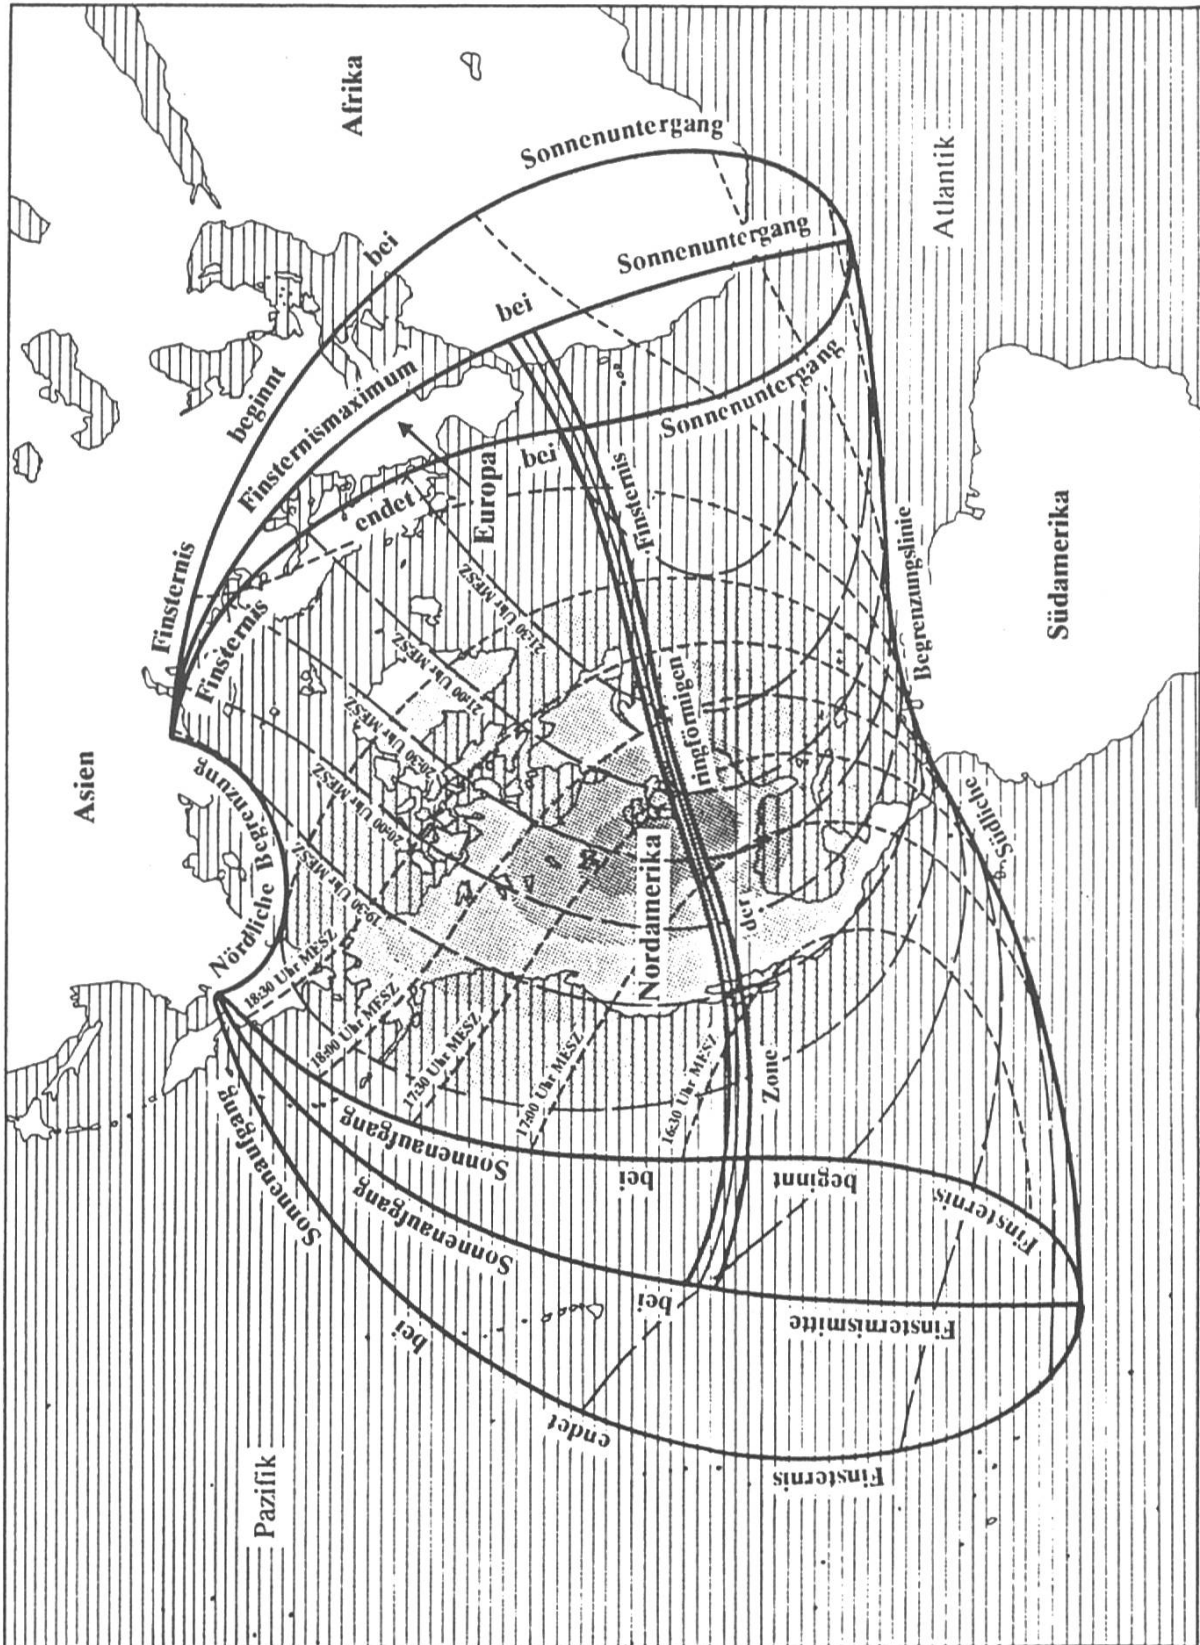 Asien
Afrika
Europa
Nordamerika
Südamerika
Atlantik
Pazifik
Finsternis beginnt bei Sonnenuntergang
Finsternismaximum bei Sonnenuntergang
Finsternis endet bei Sonnenuntergang
Nördliche Begrenzung
Südliche Begrenzungslinie
Zone der ringförmigen Finsternis
Finsternis beginnt bei Sonnenaufgang
Finsternismitte bei Sonnenaufgang
Finsternis endet bei Sonnenaufgang
16:30 Uhr MESZ
17:00 Uhr MESZ
17:30 Uhr MESZ
18:00 Uhr MESZ
18:30 Uhr MESZ
19:30 Uhr MESZ
20:00 Uhr MESZ
20:30 Uhr MESZ
21:00 Uhr MESZ
21:30 Uhr MESZ